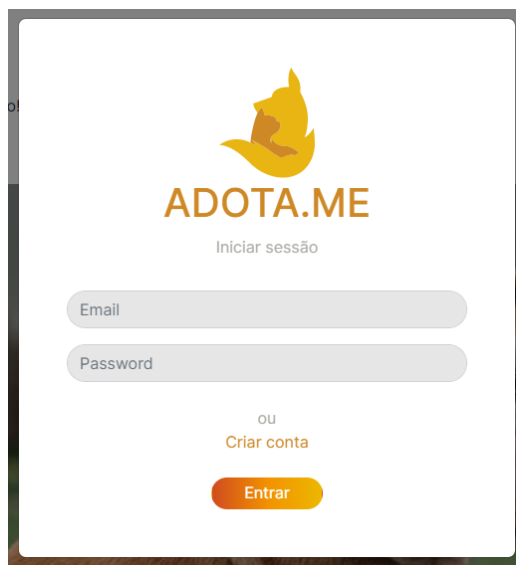 o!
ADOTA.ME
Iniciar sessão
Email
Password
ou
Criar conta
Entrar